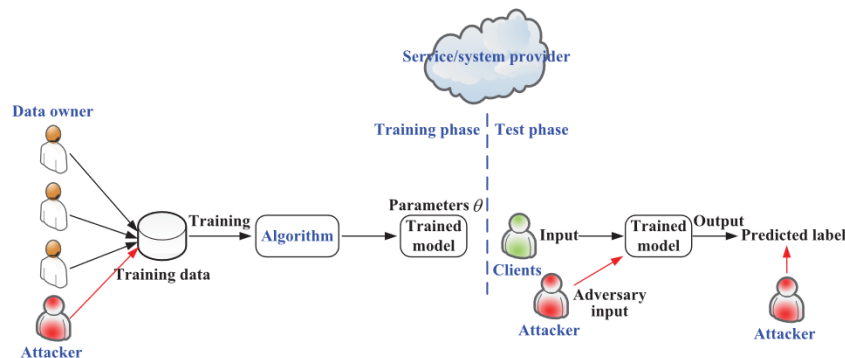 Service/system provider
Data owner
Training phase
Test phase
Parameters θ
Training
Algorithm
Trained
model
Training data
Attacker
Input
Clients
Trained
model
Output
Predicted label
Adversary
input
Attacker
Attacker